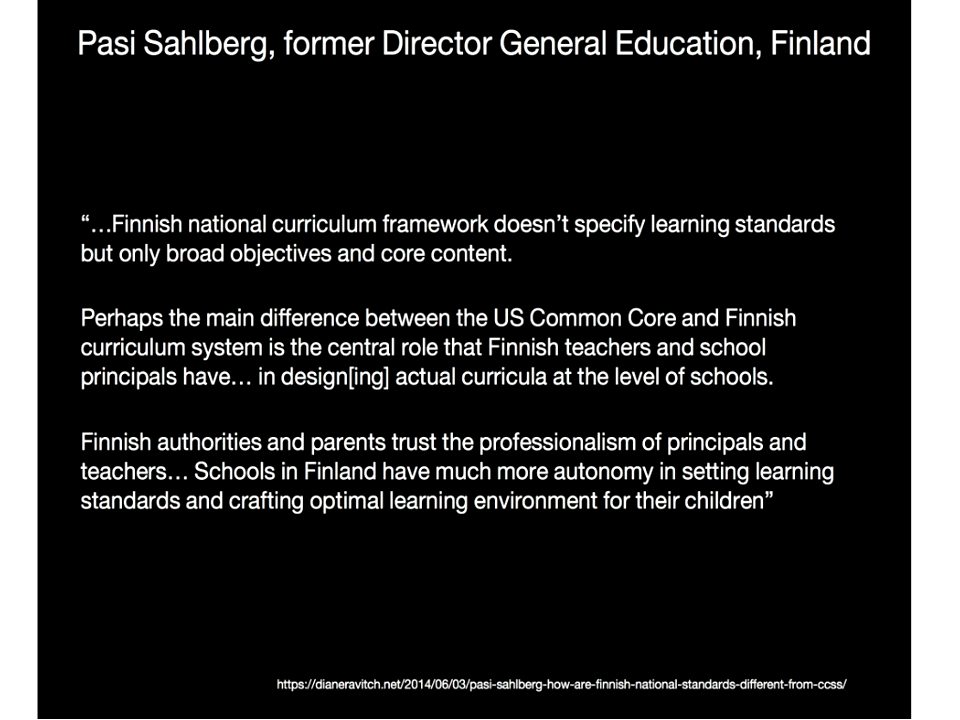 Pasi Sahlberg, former Director General Education, Finland
“…Finnish national curriculum framework doesn’t specify learning standards
but only broad objectives and core content.
Perhaps the main difference between the US Common Core and Finnish
curriculum system is the central role that Finnish teachers and school
principals have… in design[ing] actual curricula at the level of schools.
Finnish authorities and parents trust the professionalism of principals and
teachers… Schools in Finland have much more autonomy in setting learning
standards and crafting optimal learning environment for their children”
https://dianeravitch.net/2014/06/03/pasi-sahlberg-how-are-finnish-national-standards-different-from-ccss/